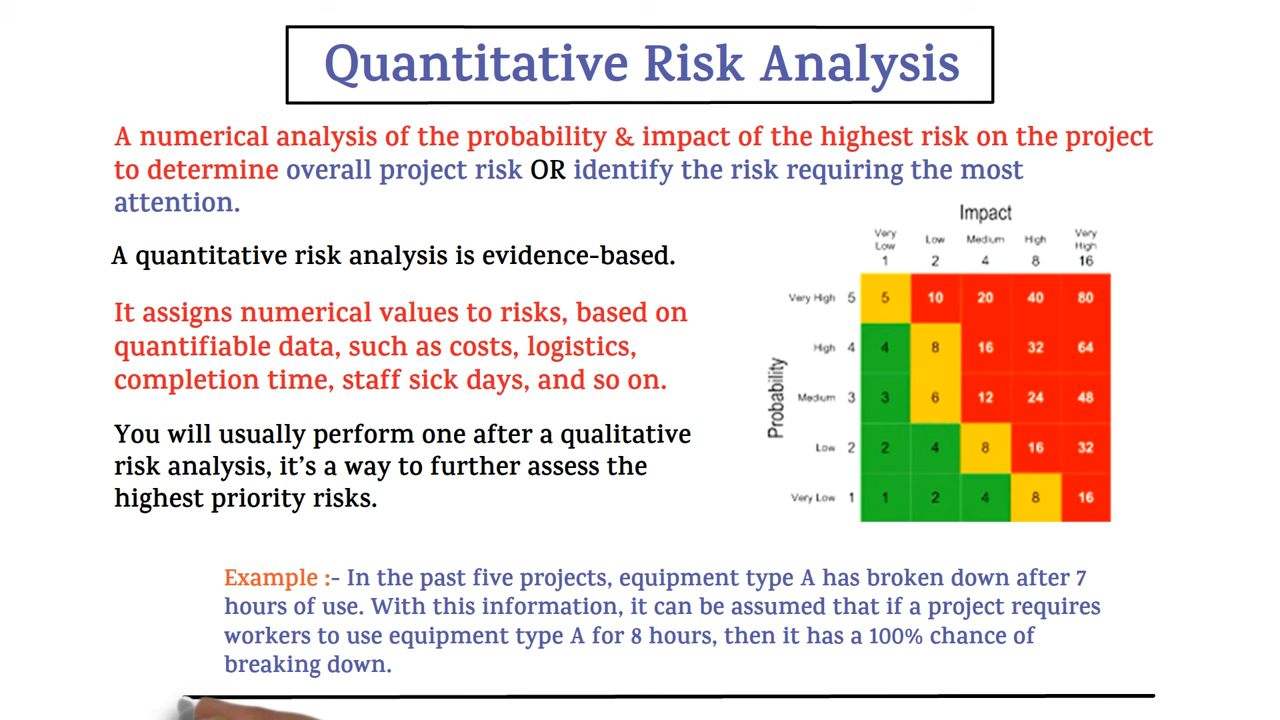 Quantitative Risk Analysis
A numerical analysis of the probability & impact of the highest risk on the project
to determine overall project risk OR identify the risk requiring the most
attention.
A quantitative risk analysis is evidence-based.
It assigns numerical values to risks, based on
quantifiable data, such as costs, logistics,
completion time, staff sick days, and so on.
You will usually perform one after a qualitative
risk analysis, it's a way to further assess the
highest priority risks.
Impact
Very Low Low Medium High Very High
1 2 4 8 16
Probability
Very High 5 5 10 20 40 80
High 4 4 8 16 32 64
Medium 3 3 6 12 24 48
Low 2 2 4 8 16 32
Very Low 1 1 2 4 8 16
Example :- In the past five projects, equipment type A has broken down after 7
hours of use. With this information, it can be assumed that if a project requires
workers to use equipment type A for 8 hours, then it has a 100% chance of
breaking down.